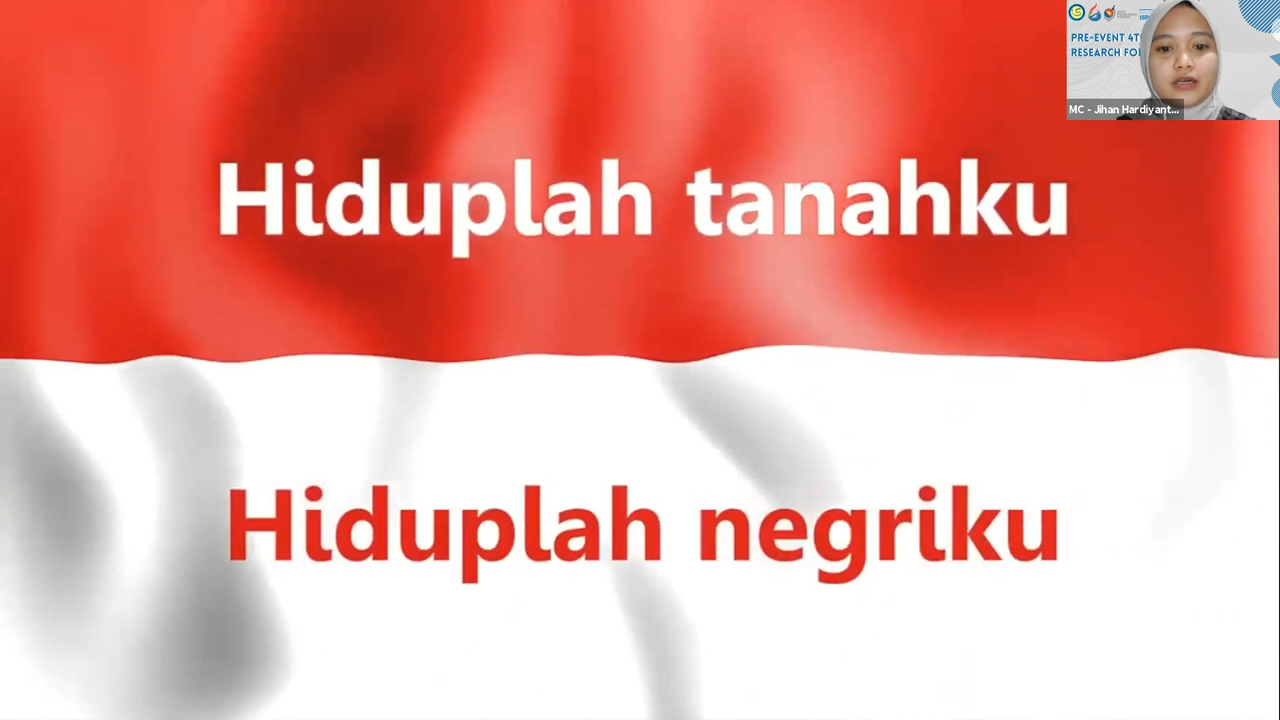 Hiduplah tanahku
Hiduplah negriku
PRE-EVENT 4T
RESEARCH FO
MC - Jihan Hardiyant...